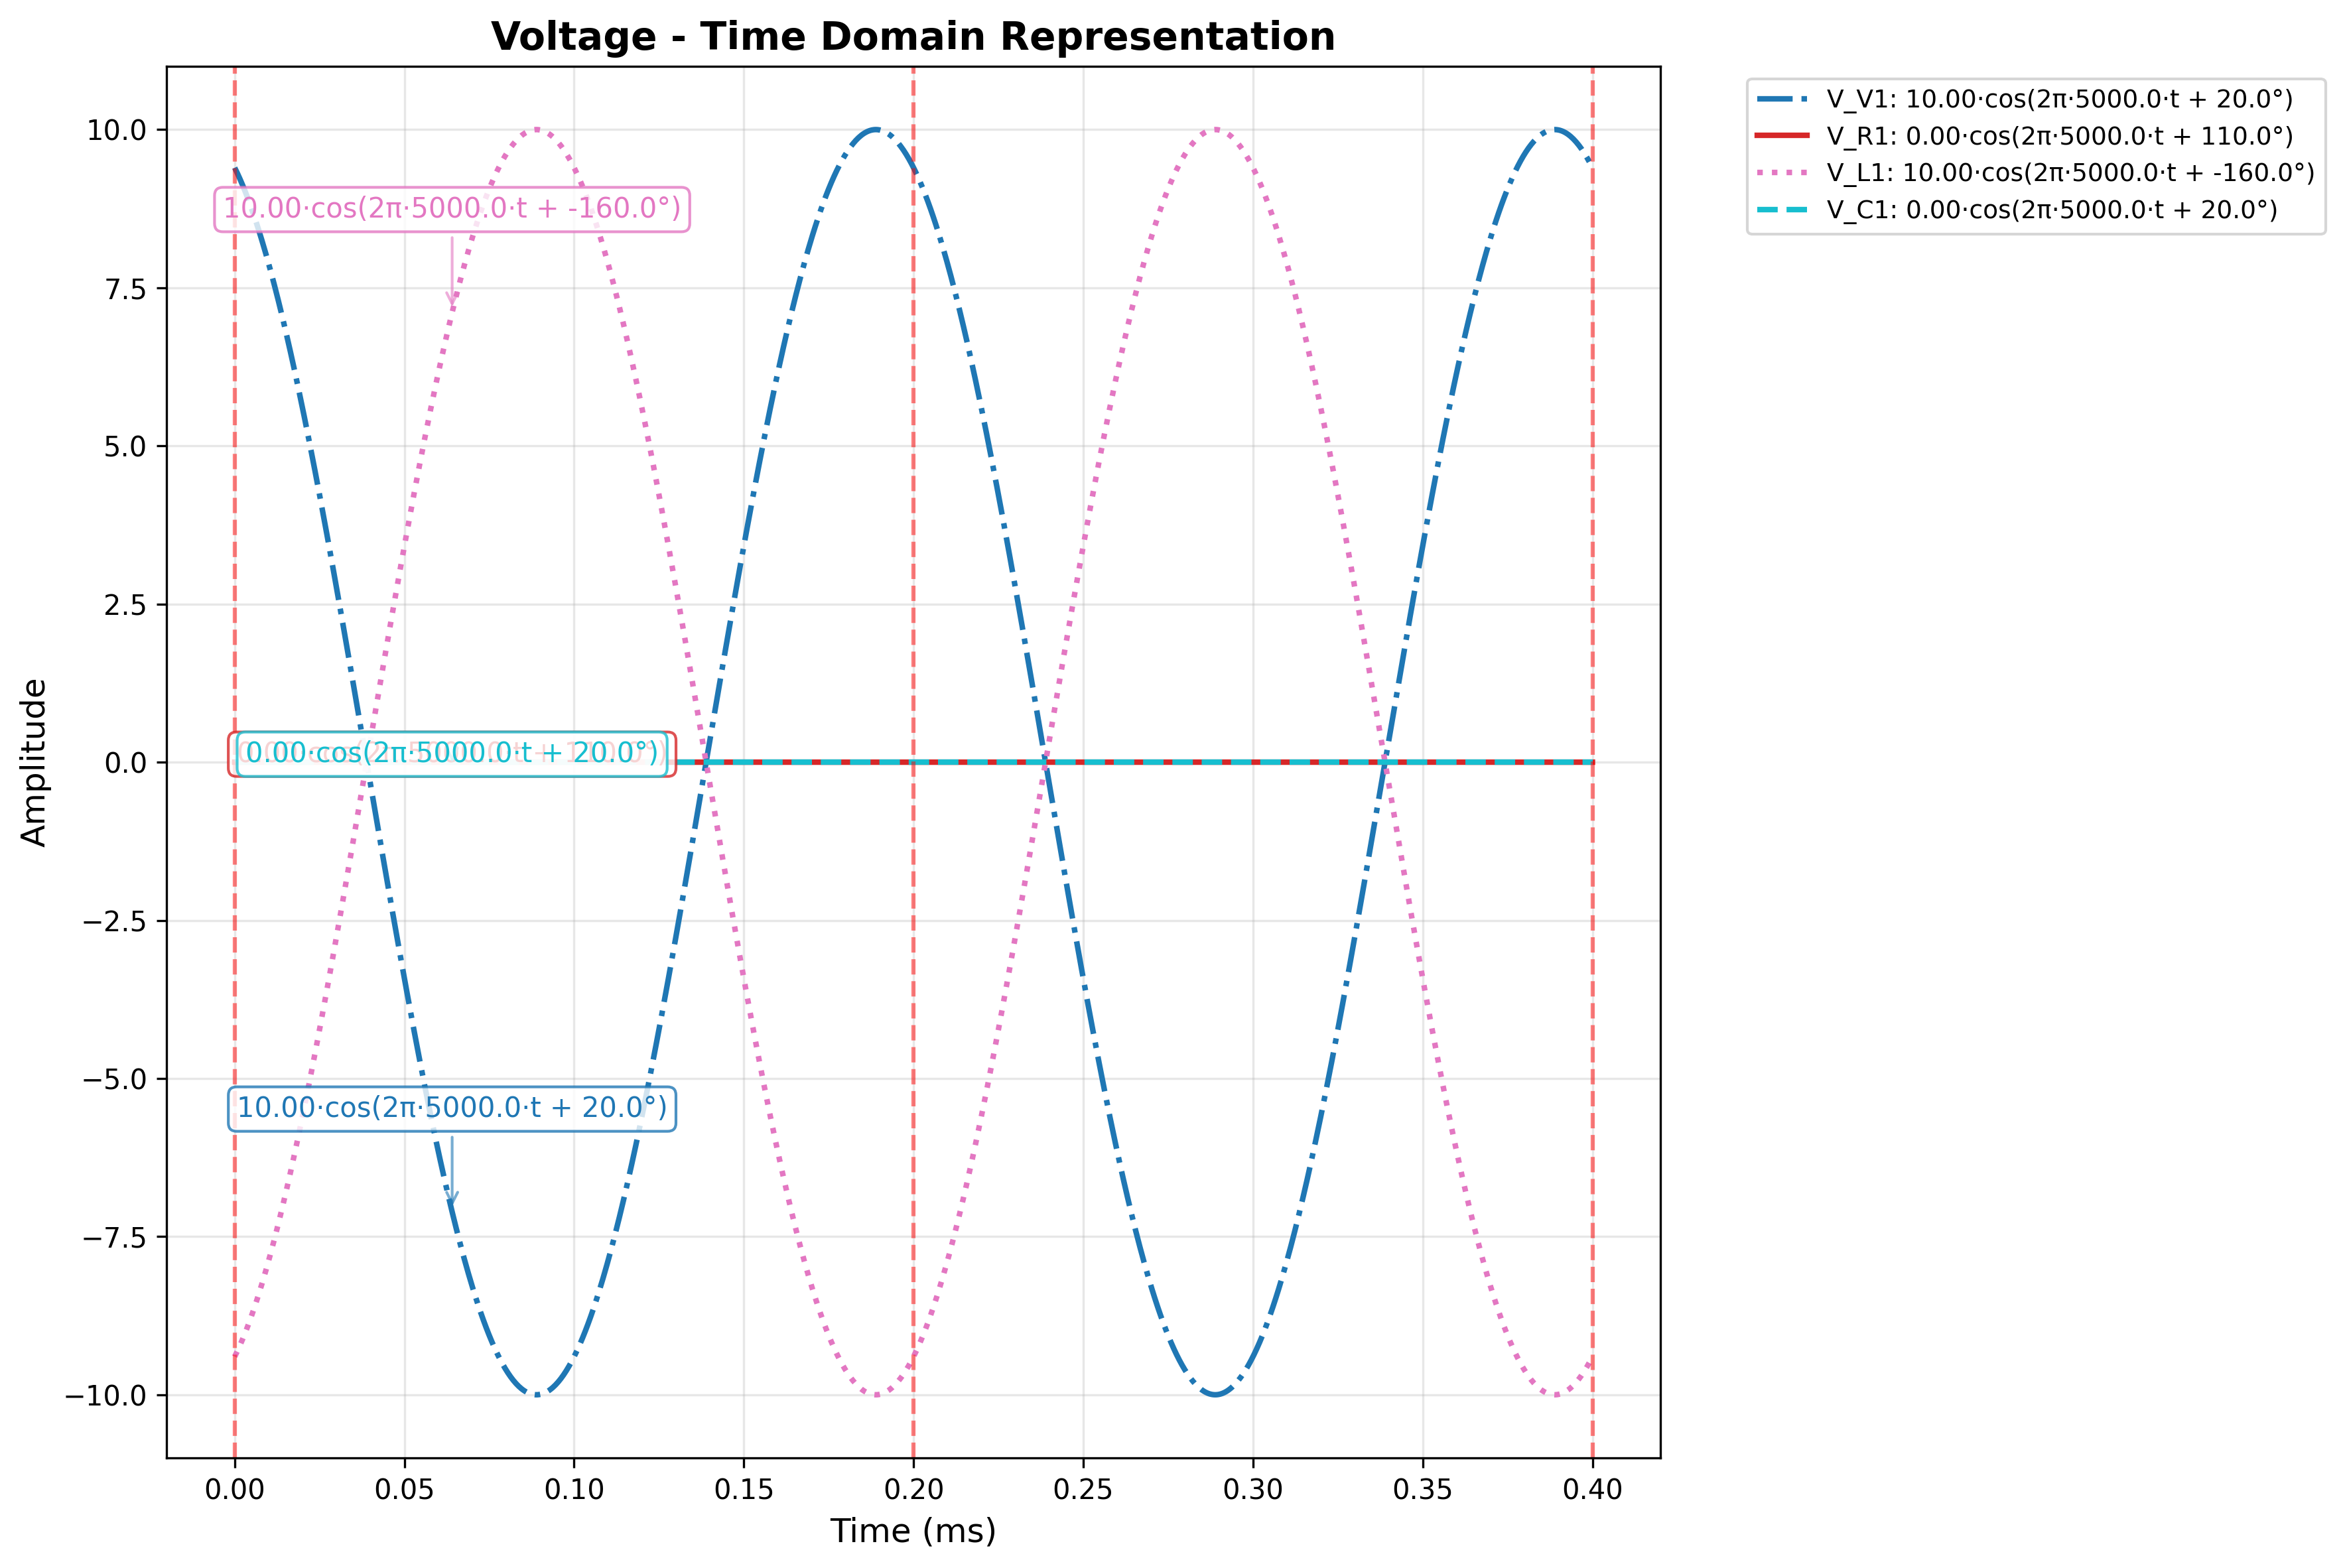 Voltage - Time Domain Representation
V_V1: 10.00·cos(2π·5000.0·t + 20.0°)
V_R1: 0.00·cos(2π·5000.0·t + 110.0°)
V_L1: 10.00·cos(2π·5000.0·t + -160.0°)
V_C1: 0.00·cos(2π·5000.0·t + 20.0°)
10.00·cos(2π·5000.0·t + -160.0°)
0.00·cos(2π·5000.0·t + 20.0°)
10.00·cos(2π·5000.0·t + 20.0°)
Amplitude
10.0
7.5
5.0
2.5
0.0
−2.5
−5.0
−7.5
−10.0
0.00 0.05 0.10 0.15 0.20 0.25 0.30 0.35 0.40
Time (ms)